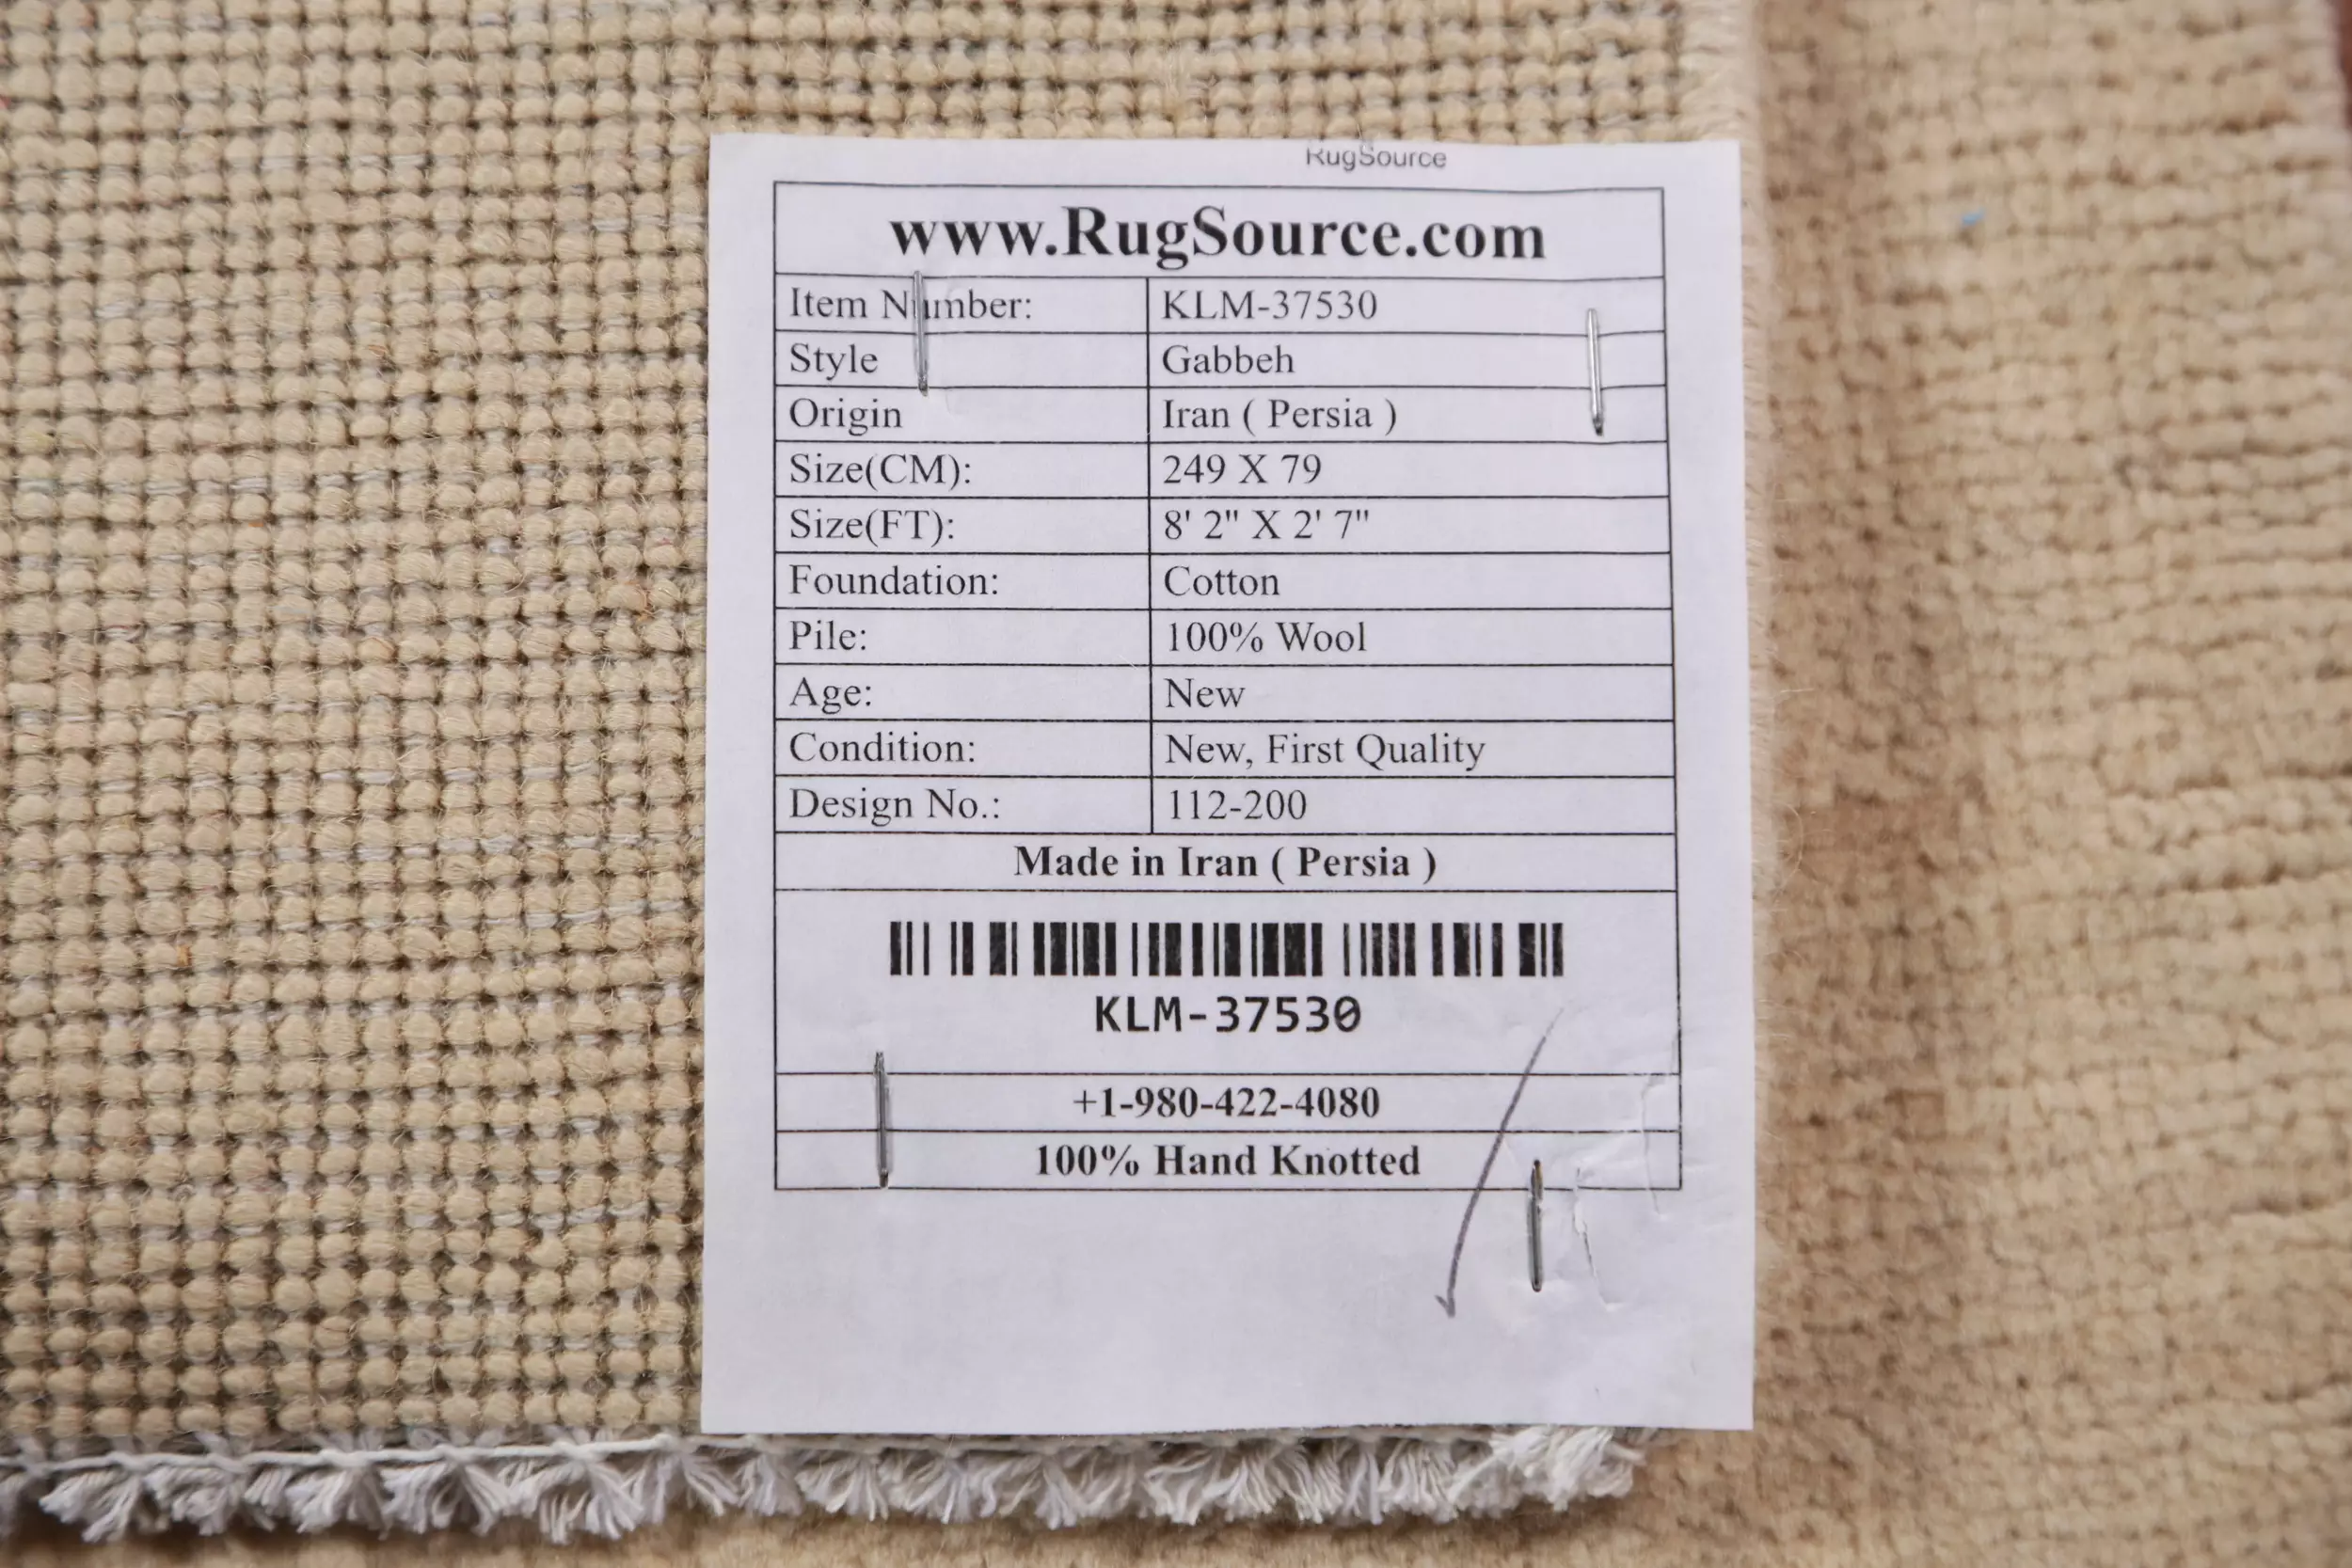 RugSource
www.RugSource.com
Item Number: KLM-37530
Style Gabbeh
Origin Iran ( Persia )
Size(CM): 249 X 79
Size(FT): 8' 2" X 2' 7"
Foundation: Cotton
Pile: 100% Wool
Age: New
Condition: New, First Quality
Design No.: 112-200
Made in Iran ( Persia )
KLM-37530
+1-980-422-4080
100% Hand Knotted